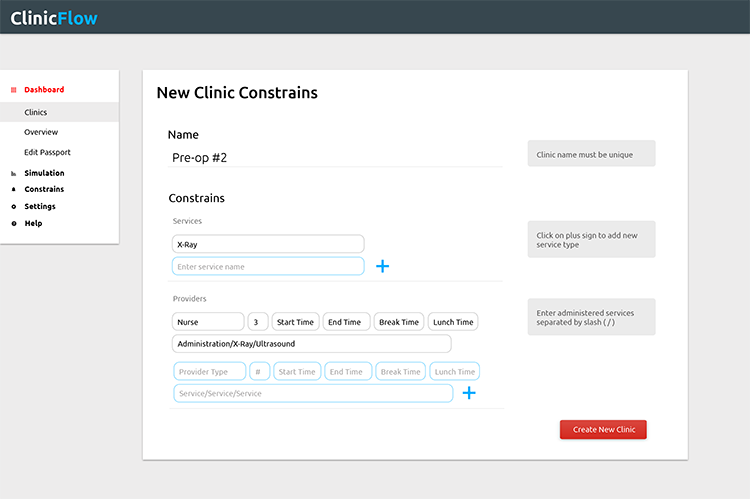 ClinicFlow
Dashboard
Clinics
Overview
Edit Passport
Simulation
Constrains
Settings
Help
New Clinic Constrains
Name
Pre-op #2
Clinic name must be unique
Constrains
Services
X-Ray
Enter service name
Click on plus sign to add new
service type
Providers
Nurse 3 Start Time End Time Break Time Lunch Time
Administration/X-Ray/Ultrasound
Enter administered services
separated by slash ( / )
Provider Type # Start Time End Time Break Time Lunch Time
Service/Service/Service
Create New Clinic